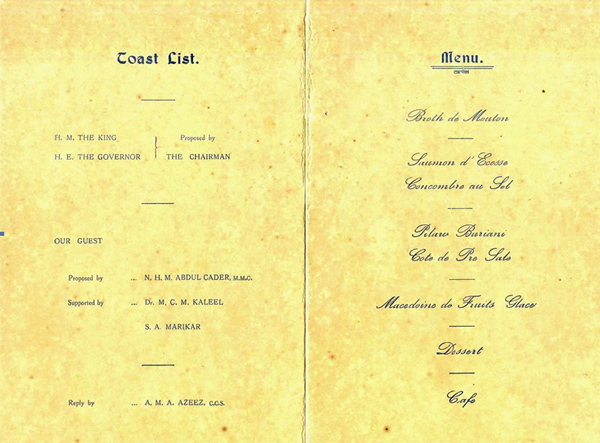 Toast List.
H. M. THE KING
H. E. THE GOVERNOR
Proposed by
THE CHAIRMAN
OUR GUEST
Proposed by ... N. H. M. ABDUL CADER, M.M.C.
Supported by ... Dr. M. C. M. KALEEL
S. A. MARIKAR
Reply by ... A. M. A. AZEEZ, C.C.S.
Menu.
Broth de Mouton
Saumon d' Ecosse
Concombre au Sel
Pilaw Buriani
Cote de Pre Sale
Macedoine de Fruits Glace
Dessert
Cafe